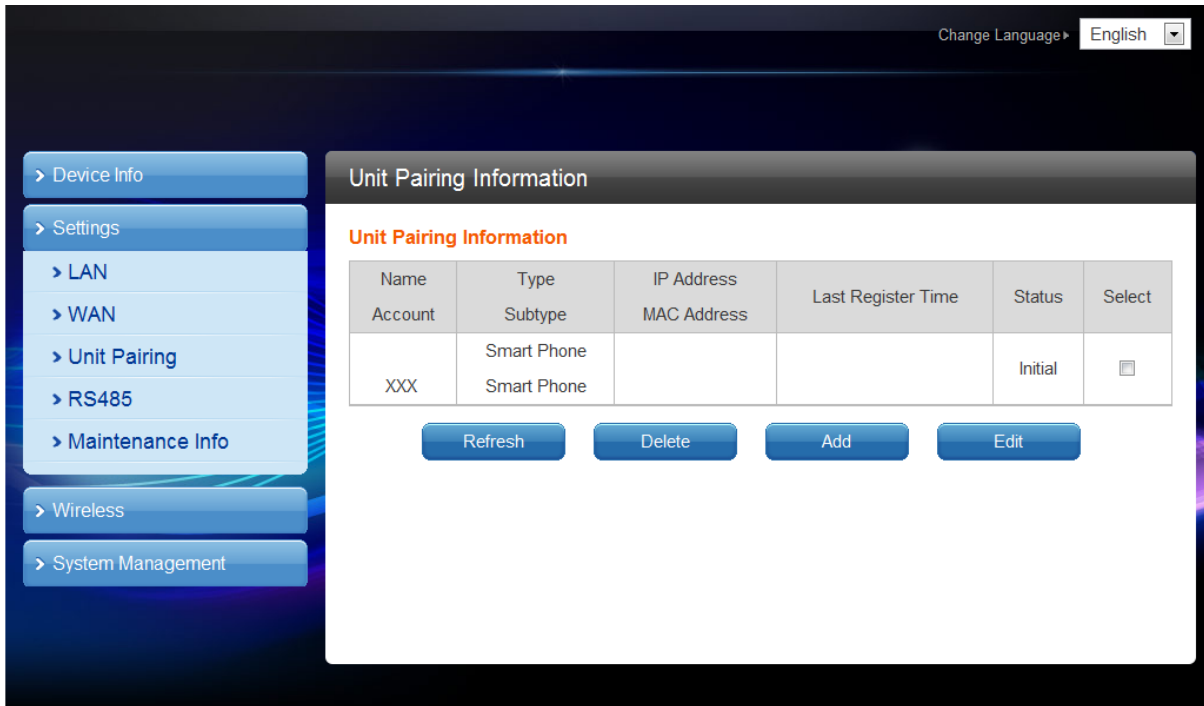 Change Language
English
Device Info
Settings
LAN
WAN
Unit Pairing
RS485
Maintenance Info
Wireless
System Management
Unit Pairing Information
Unit Pairing Information
Name Type IP Address Last Register Time Status Select
Account Subtype MAC Address
Smart Phone Initial
XXX Smart Phone
Refresh Delete Add Edit